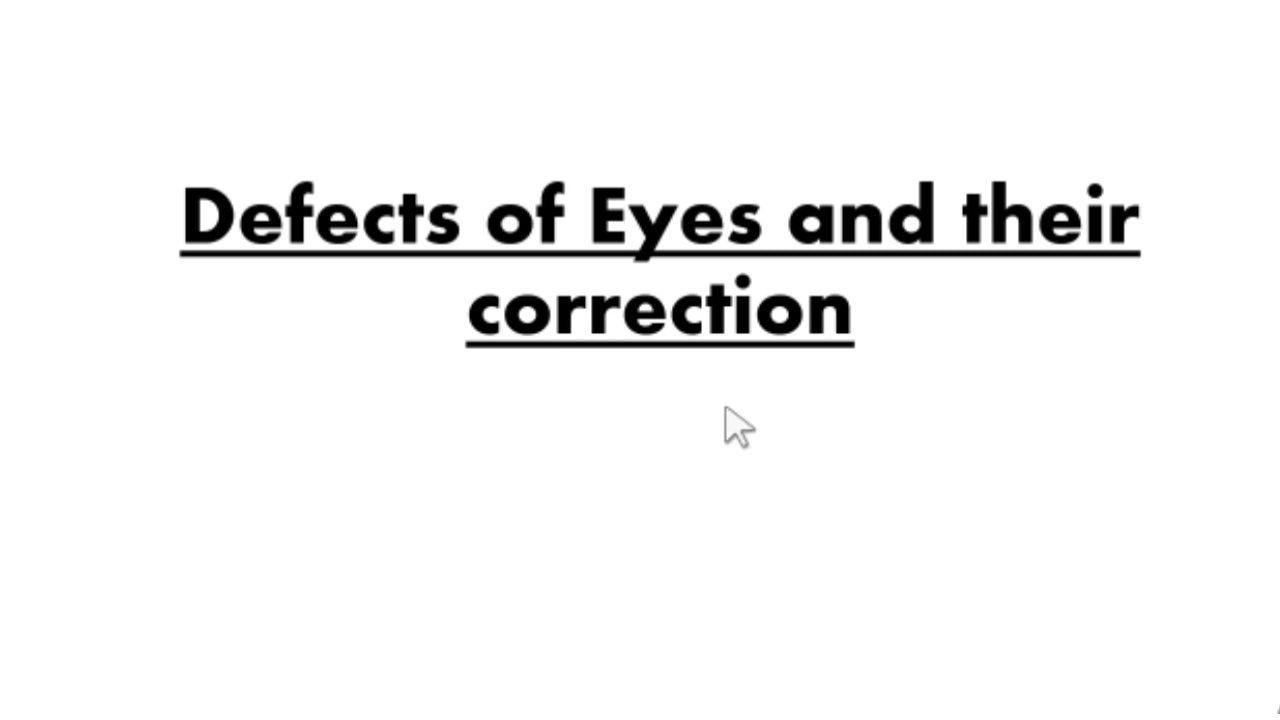 Defects of Eyes and their
correction